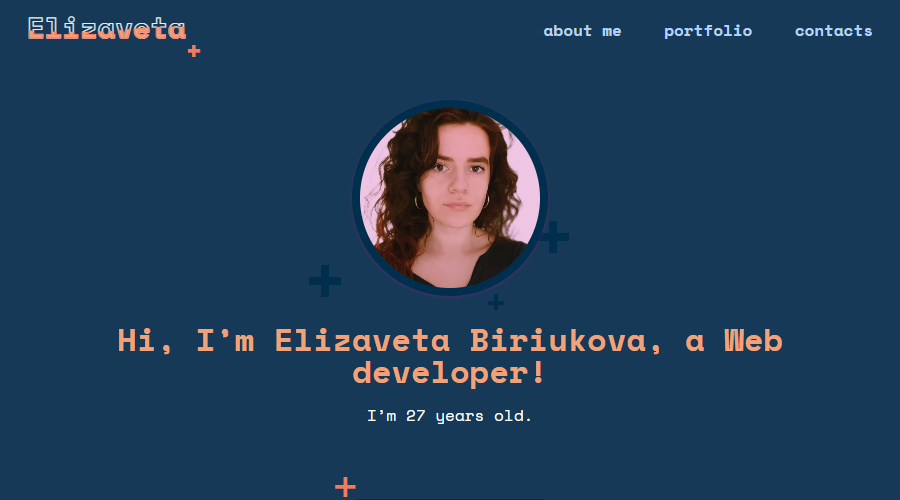 Elizaveta
about me portfolio contacts
Hi, I’m Elizaveta Biriukova, a Web
developer!
I’m 27 years old.